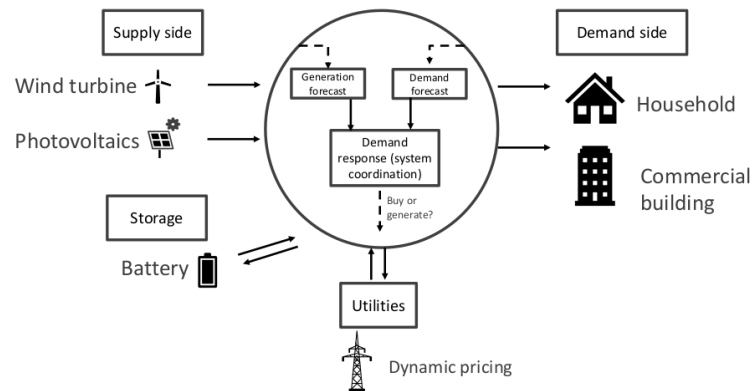 Supply side
Demand side
Wind turbine
Photovoltaics
Generation
forecast
Demand
forecast
Demand
response (system
coordination)
Buy or
generate?
Household
Commercial
building
Storage
Battery
Utilities
Dynamic pricing